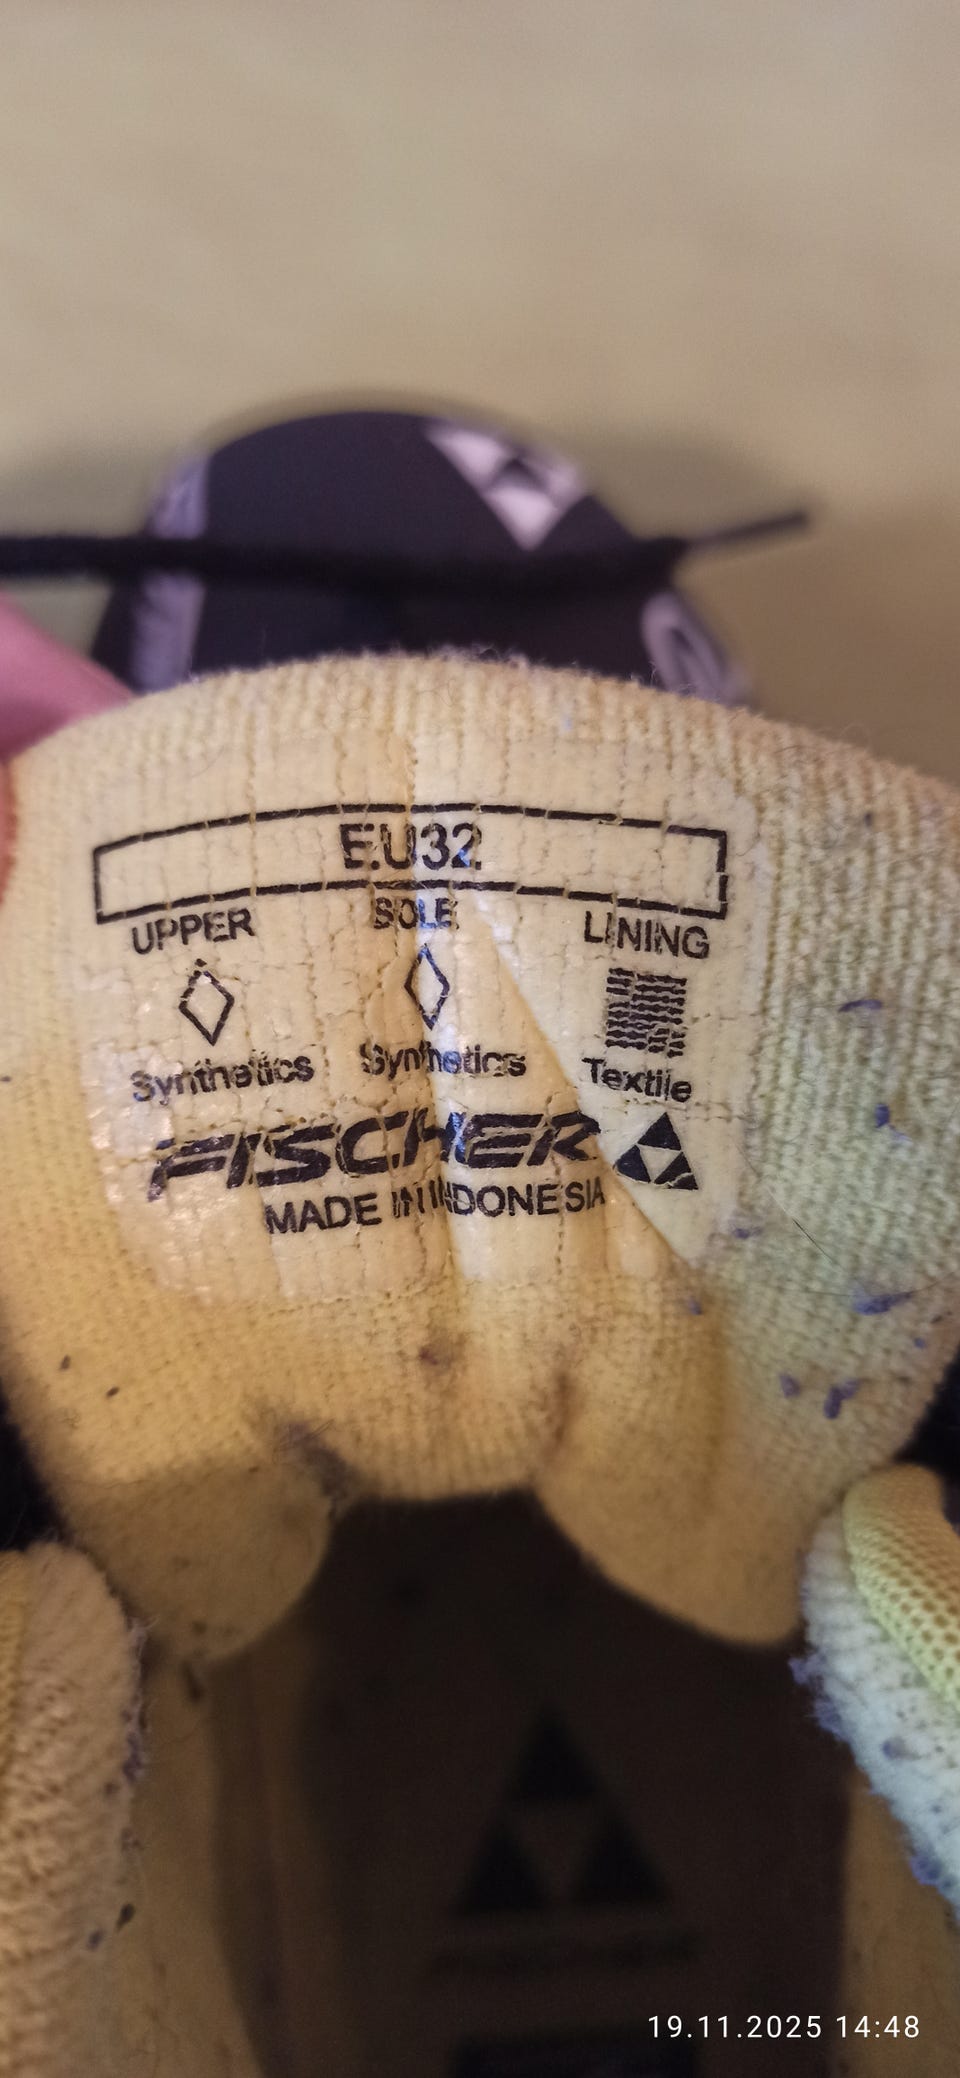 EU32
UPPER SOLE LINING
Synthetics Synthetics Textile
FISCHER
MADE IN INDONESIA
19.11.2025 14:48